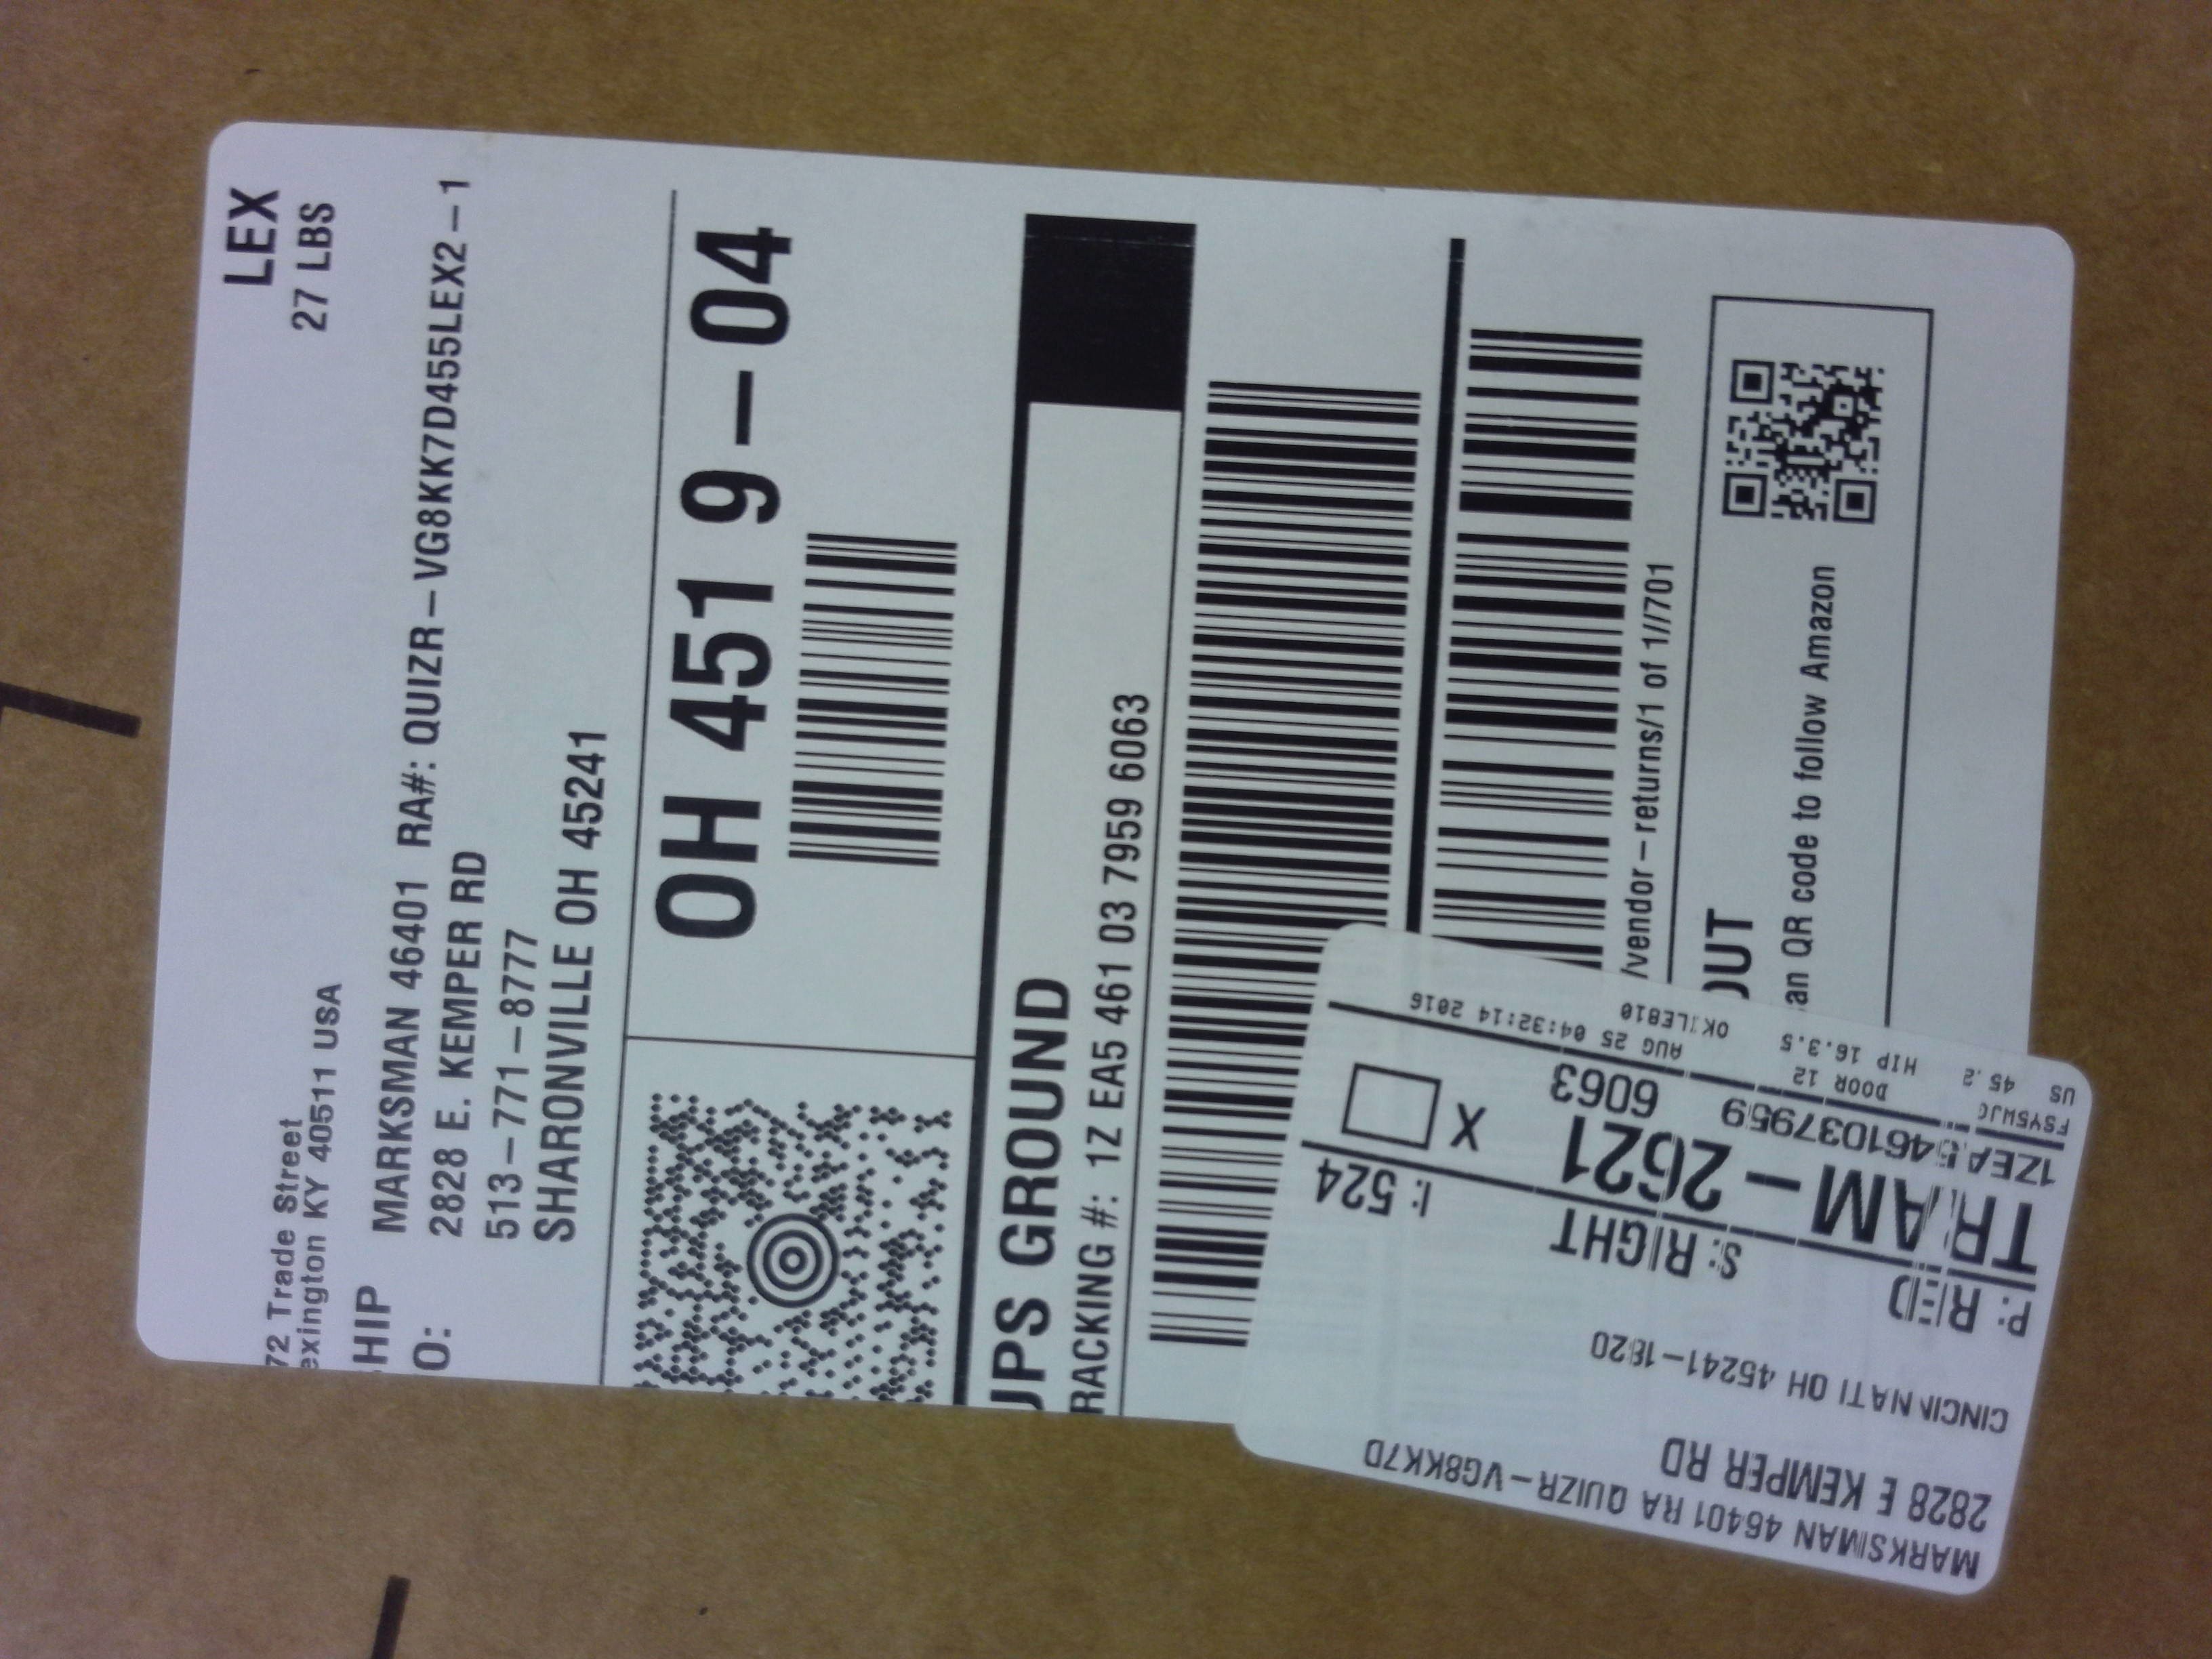 LEX
27 LBS
72 Trade Street
exington KY 40511 USA
HIP
O:
MARKSMAN 46401 RA#: QUIZR-VG8KK7D455LEX2-1
2828 E. KEMPER RD
513-771-8777
SHARONVILLE OH 45241
OH 451 9-04
UPS GROUND
RACKING #: 1Z EA5 461 03 7959 6063
/vendor-returns/1 of 1//701
OUT
an QR code to follow Amazon
MARKSMAN 46401 RA QUIZR-VG8KK7D
2828 E KEMPER RD
CINCINNATI OH 45241-1820
P: RED S: RIGHT I: 524
TRAM-2621 X
1ZEA5461037959 6063
FSY5WJC DOOR 12 AUG 25 04:32:14 2016
US 45.2 HIP 16.3.5